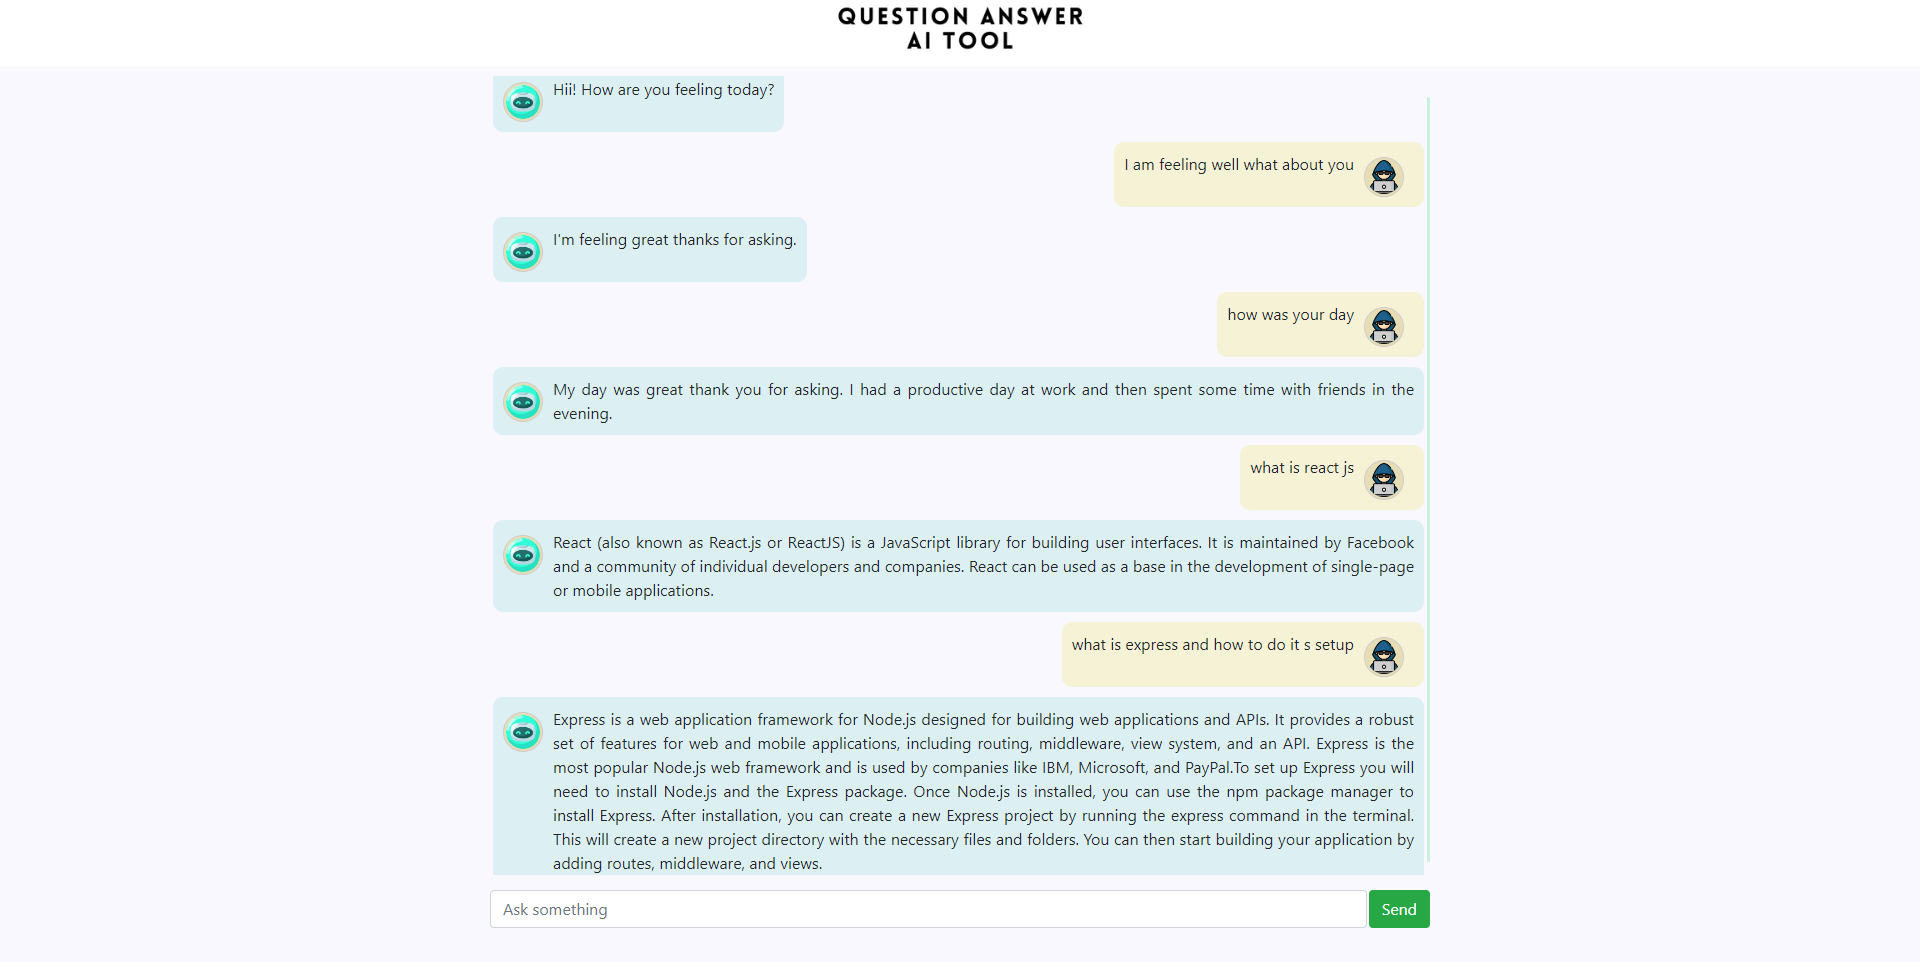 QUESTION ANSWER
AI TOOL
Hii! How are you feeling today?
I am feeling well what about you
I'm feeling great thanks for asking.
how was your day
My day was great thank you for asking. I had a productive day at work and then spent some time with friends in the
evening.
what is react js
React (also known as React.js or ReactJS) is a JavaScript library for building user interfaces. It is maintained by Facebook
and a community of individual developers and companies. React can be used as a base in the development of single-page
or mobile applications.
what is express and how to do it s setup
Express is a web application framework for Node.js designed for building web applications and APIs. It provides a robust
set of features for web and mobile applications, including routing, middleware, view system, and an API. Express is the
most popular Node.js web framework and is used by companies like IBM, Microsoft, and PayPal.To set up Express you will
need to install Node.js and the Express package. Once Node.js is installed, you can use the npm package manager to
install Express. After installation, you can create a new Express project by running the express command in the terminal.
This will create a new project directory with the necessary files and folders. You can then start building your application by
adding routes, middleware, and views.
Ask something
Send